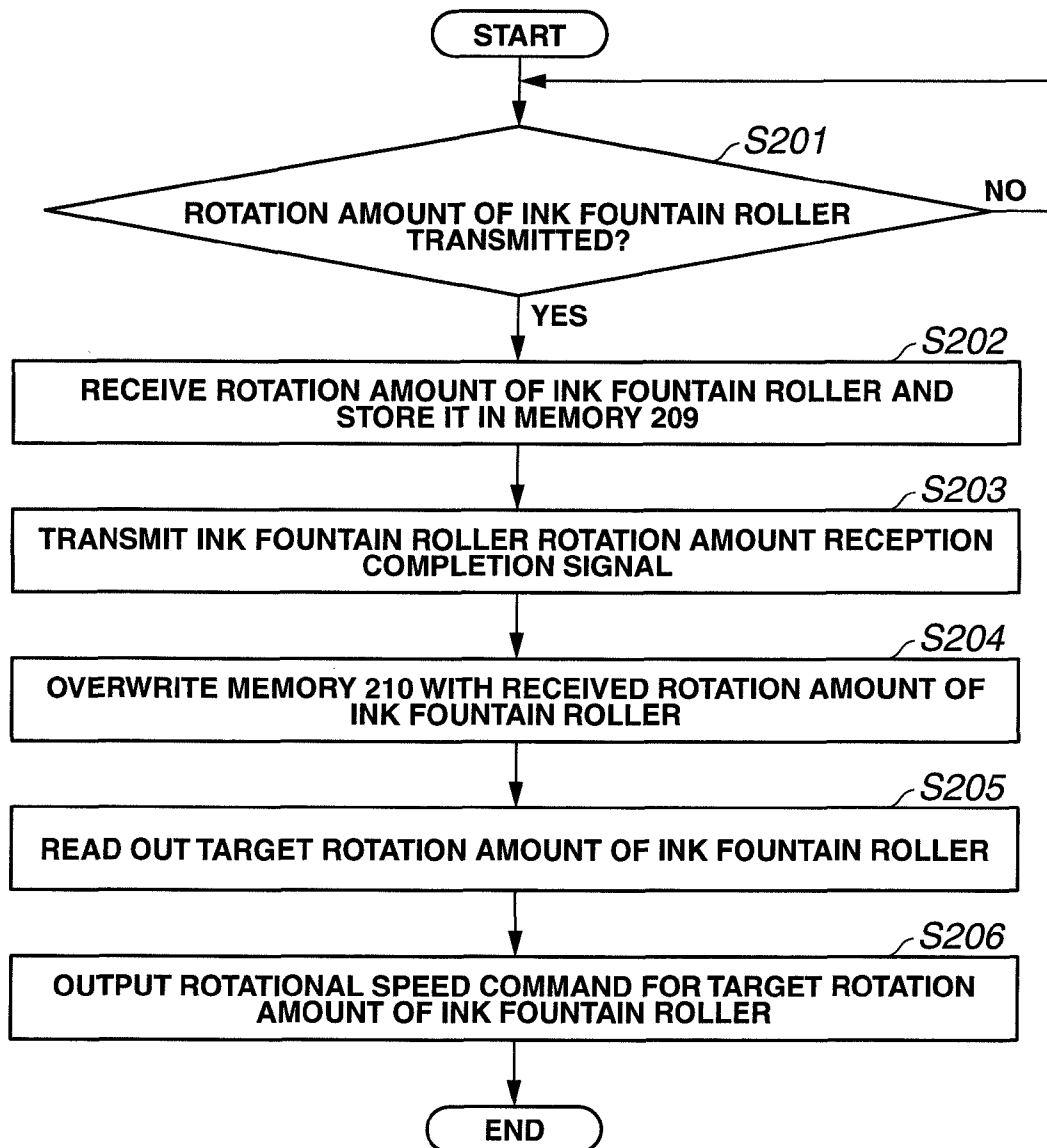 START
S201
NO
ROTATION AMOUNT OF INK FOUNTAIN ROLLER
TRANSMITTED?
YES
S202
RECEIVE ROTATION AMOUNT OF INK FOUNTAIN ROLLER AND
STORE IT IN MEMORY 209
S203
TRANSMIT INK FOUNTAIN ROLLER ROTATION AMOUNT RECEPTION
COMPLETION SIGNAL
S204
OVERWRITE MEMORY 210 WITH RECEIVED ROTATION AMOUNT OF
INK FOUNTAIN ROLLER
S205
READ OUT TARGET ROTATION AMOUNT OF INK FOUNTAIN ROLLER
S206
OUTPUT ROTATIONAL SPEED COMMAND FOR TARGET ROTATION
AMOUNT OF INK FOUNTAIN ROLLER
END